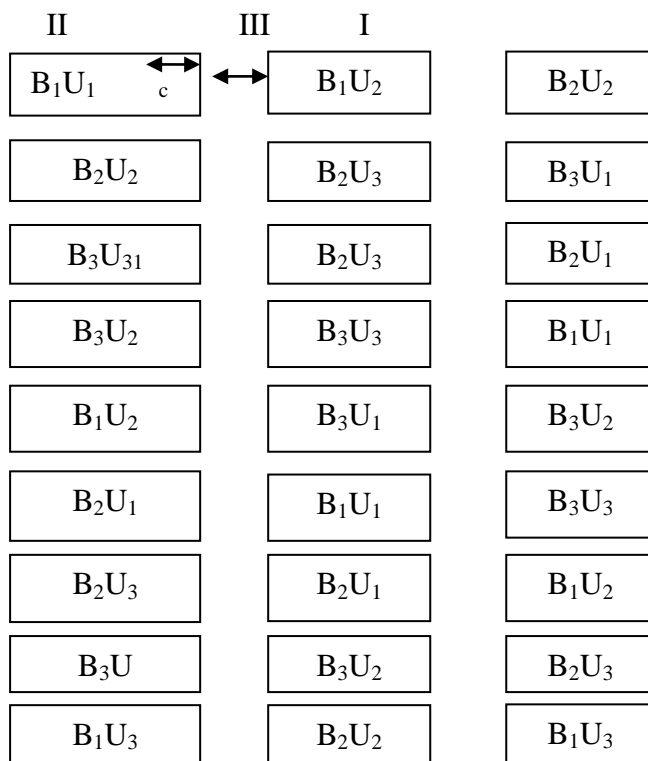 II III I
B₁U₁ c B₁U₂ B₂U₂
B₂U₂ B₂U₃ B₃U₁
B₃U₃₁ B₂U₃ B₂U₁
B₃U₂ B₃U₃ B₁U₁
B₁U₂ B₃U₁ B₃U₂
B₂U₁ B₁U₁ B₃U₃
B₂U₃ B₂U₁ B₁U₂
B₃U B₃U₂ B₂U₃
B₁U₃ B₂U₂ B₁U₃